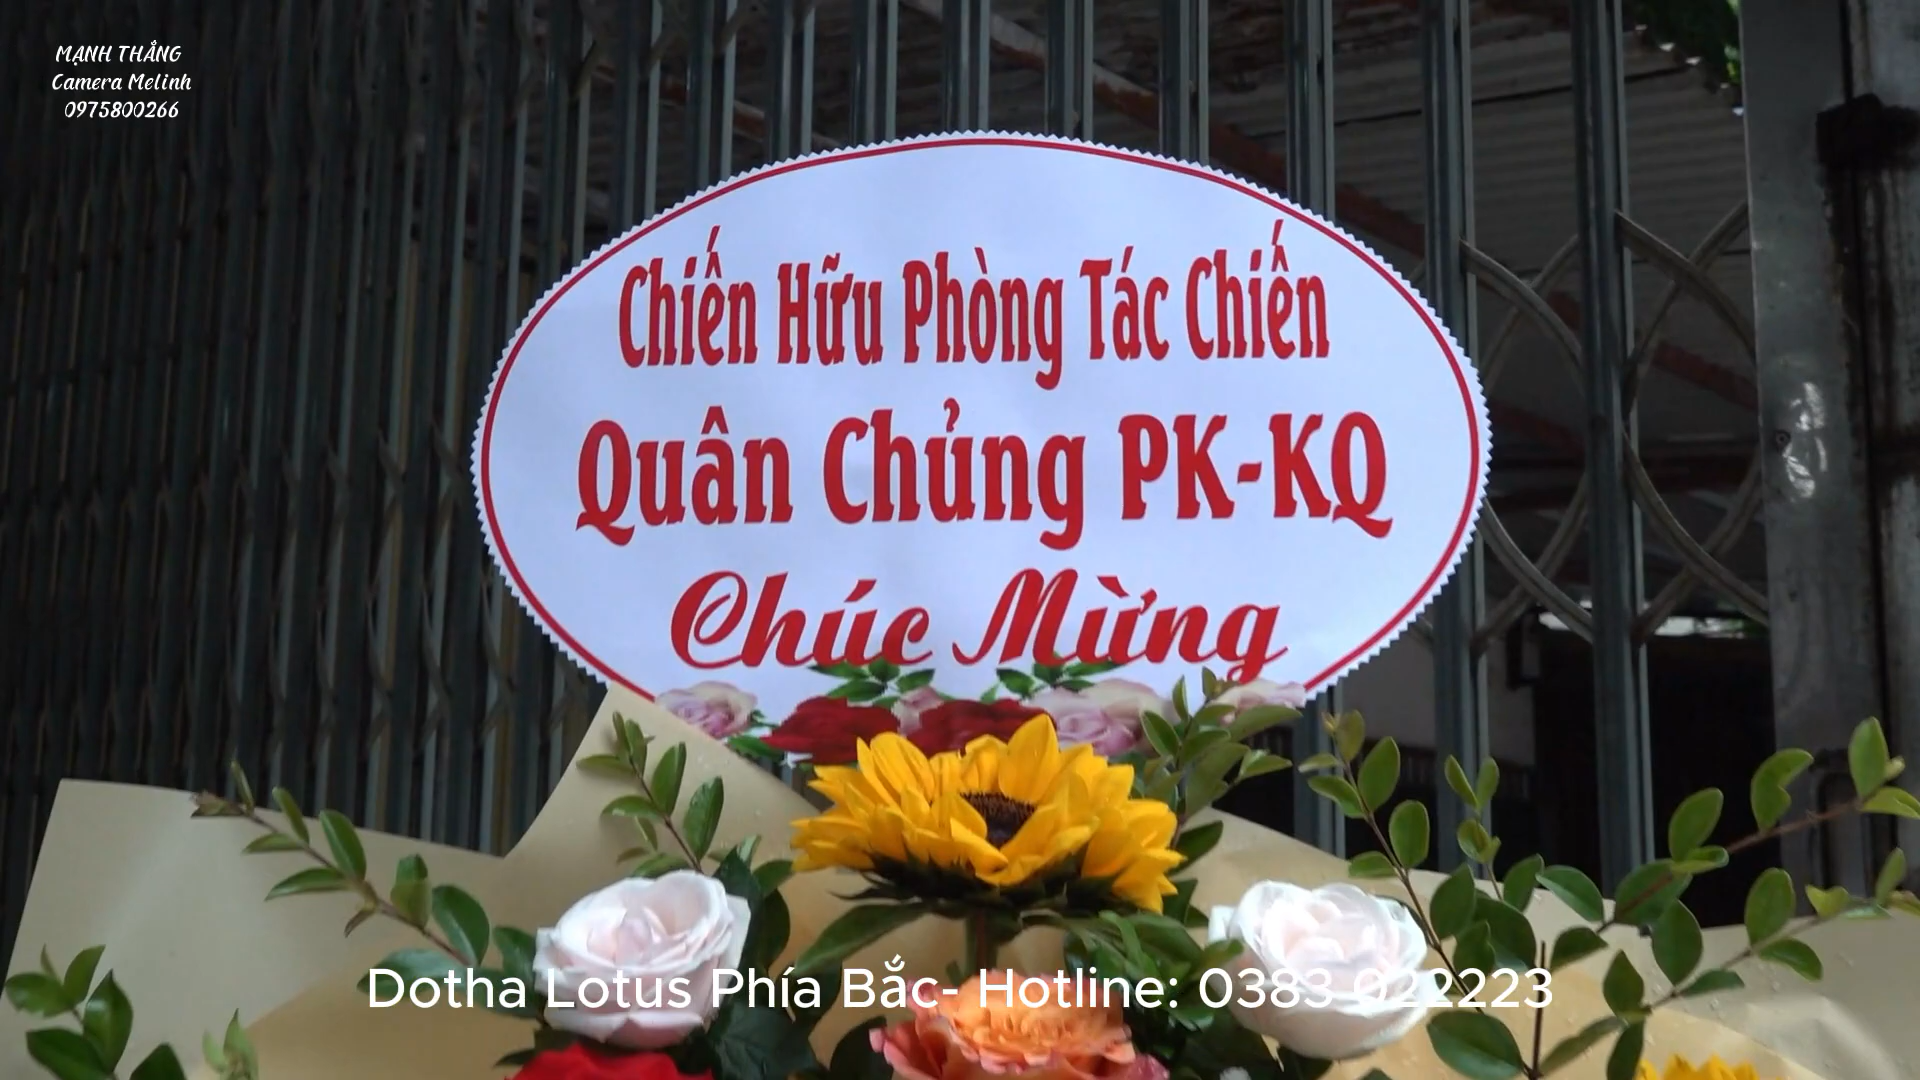 MẠNH THẮNG
Camera Melinh
0975800266
Chiến Hữu Phòng Tác Chiến
Quân Chủng PK-KQ
Chúc Mừng
Dotha Lotus Phía Bắc- Hotline: 0383 922223